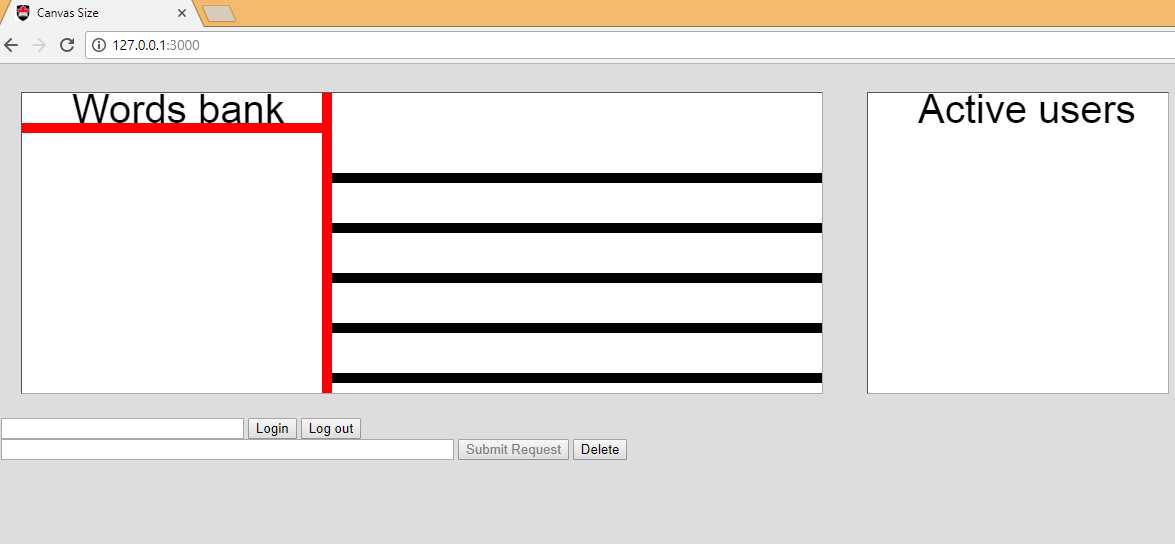 Canvas Size
127.0.0.1:3000
Words bank
Active users
Login Log out
Submit Request Delete